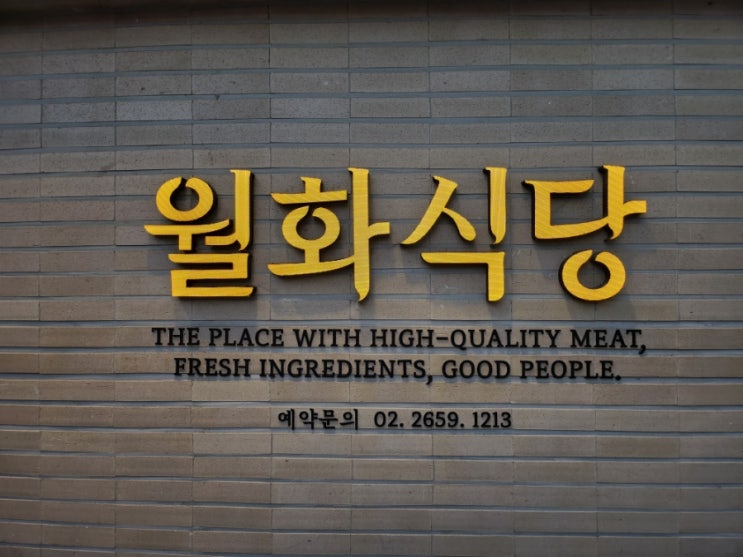 월화식당
THE PLACE WITH HIGH-QUALITY MEAT,
FRESH INGREDIENTS, GOOD PEOPLE.
예약문의 02. 2659. 1213